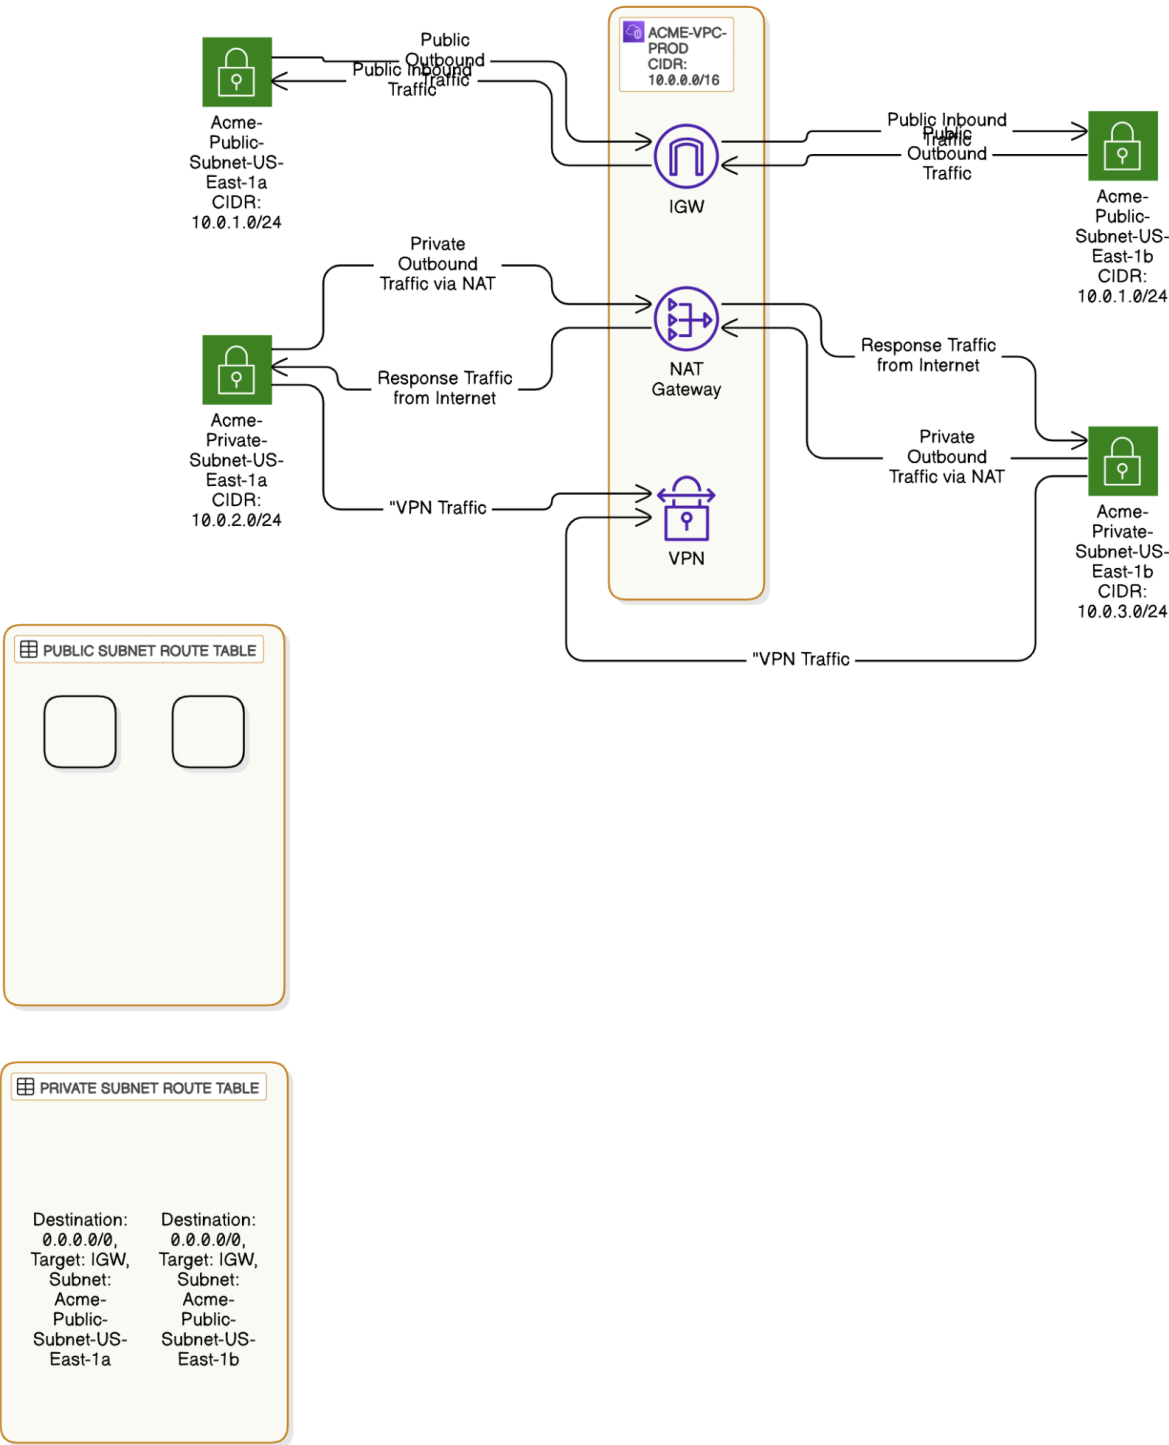 ACME-VPC-
PROD
CIDR:
10.0.0.0/16
Public
Outbound
Traffic
Public Inbound
Traffic
Acme-
Public-
Subnet-US-
East-1a
CIDR:
10.0.1.0/24
IGW
Public Inbound
Traffic
Public
Outbound
Traffic
Acme-
Public-
Subnet-US-
East-1b
CIDR:
10.0.1.0/24
Private
Outbound
Traffic via NAT
Response Traffic
from Internet
Acme-
Private-
Subnet-US-
East-1a
CIDR:
10.0.2.0/24
NAT
Gateway
Response Traffic
from Internet
Private
Outbound
Traffic via NAT
"VPN Traffic
VPN
Acme-
Private-
Subnet-US-
East-1b
CIDR:
10.0.3.0/24
"VPN Traffic
PUBLIC SUBNET ROUTE TABLE
PRIVATE SUBNET ROUTE TABLE
Destination:
0.0.0.0/0,
Target: IGW,
Subnet:
Acme-
Public-
Subnet-US-
East-1a
Destination:
0.0.0.0/0,
Target: IGW,
Subnet:
Acme-
Public-
Subnet-US-
East-1b